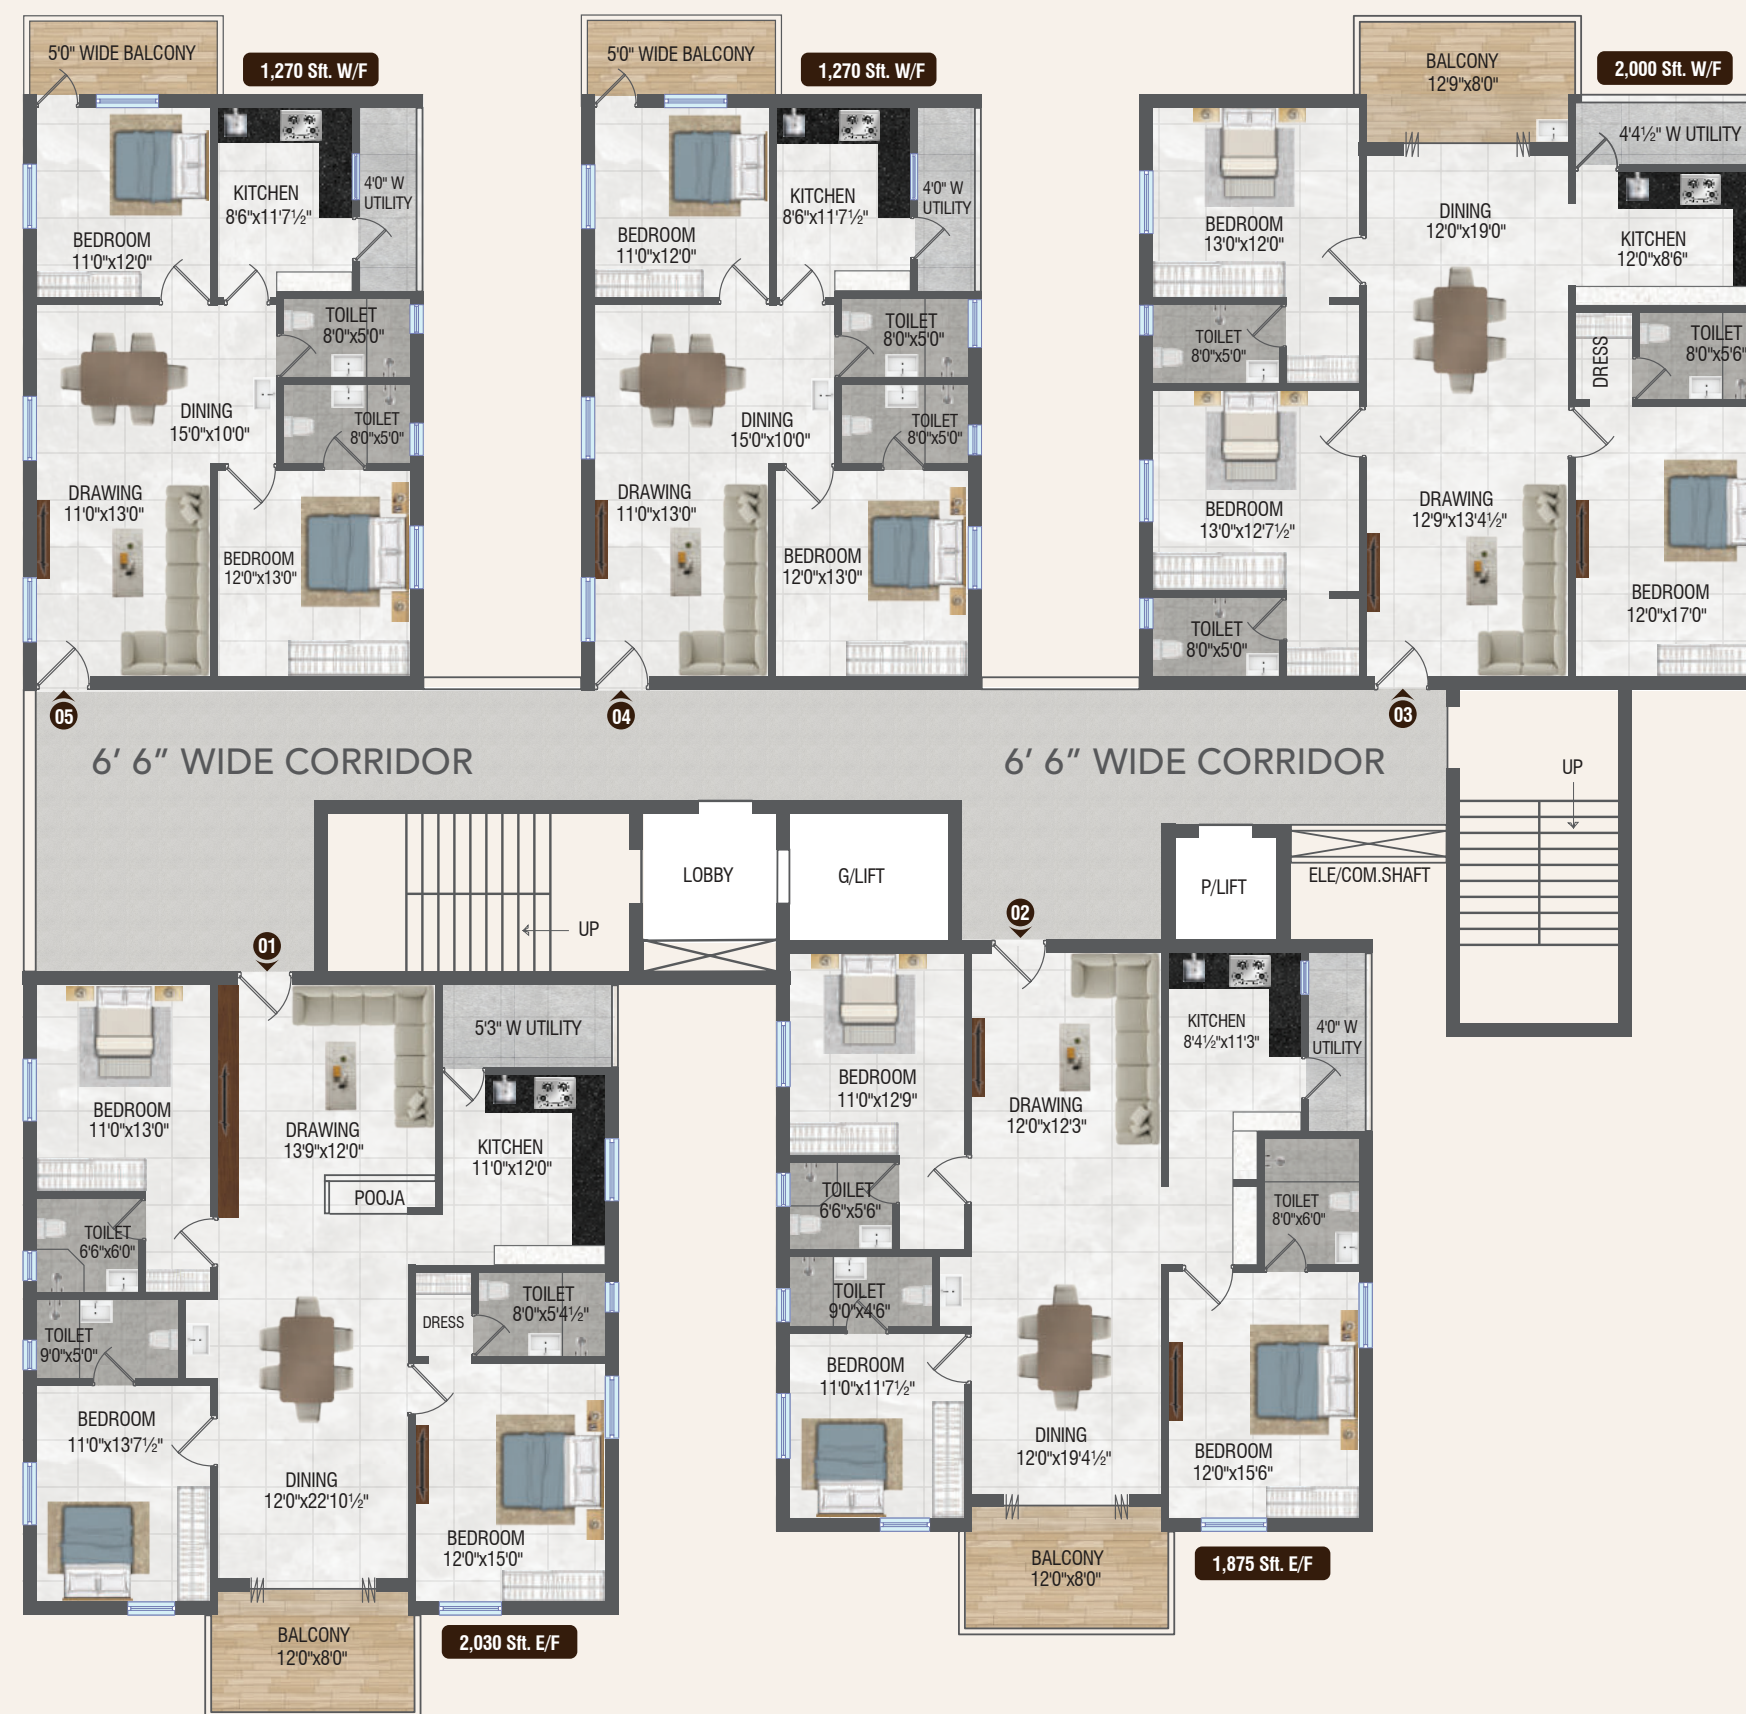 5'0" WIDE BALCONY
1,270 Sft. W/F
BEDROOM
11'0"x12'0"
KITCHEN
8'6"x11'7½"
4'0" W
UTILITY
TOILET
8'0"x5'0"
TOILET
8'0"x5'0"
DINING
15'0"x10'0"
DRAWING
11'0"x13'0"
BEDROOM
12'0"x13'0"
05
5'0" WIDE BALCONY
1,270 Sft. W/F
BEDROOM
11'0"x12'0"
KITCHEN
8'6"x11'7½"
4'0" W
UTILITY
TOILET
8'0"x5'0"
TOILET
8'0"x5'0"
DINING
15'0"x10'0"
DRAWING
11'0"x13'0"
BEDROOM
12'0"x13'0"
04
BALCONY
12'9"x8'0"
2,000 Sft. W/F
4'4½" W UTILITY
BEDROOM
13'0"x12'0"
DINING
12'0"x19'0"
KITCHEN
12'0"x8'6"
TOILET
8'0"x5'0"
DRESS
TOILET
8'0"x5'6"
BEDROOM
13'0"x12'7½"
DRAWING
12'9"x13'4½"
BEDROOM
12'0"x17'0"
TOILET
8'0"x5'0"
03
6' 6" WIDE CORRIDOR
6' 6" WIDE CORRIDOR
UP
LOBBY
G/LIFT
P/LIFT
ELE/COM.SHAFT
UP
01
5'3" W UTILITY
BEDROOM
11'0"x13'0"
DRAWING
13'9"x12'0"
KITCHEN
11'0"x12'0"
POOJA
TOILET
6'6"x6'0"
TOILET
9'0"x5'0"
DRESS
TOILET
8'0"x5'4½"
BEDROOM
11'0"x13'7½"
DINING
12'0"x22'10½"
BEDROOM
12'0"x15'0"
BALCONY
12'0"x8'0"
2,030 Sft. E/F
02
BEDROOM
11'0"x12'9"
DRAWING
12'0"x12'3"
KITCHEN
8'4½"x11'3"
4'0" W
UTILITY
TOILET
6'6"x5'6"
TOILET
8'0"x6'0"
TOILET
9'0"x4'6"
BEDROOM
11'0"x11'7½"
DINING
12'0"x19'4½"
BEDROOM
12'0"x15'6"
BALCONY
12'0"x8'0"
1,875 Sft. E/F